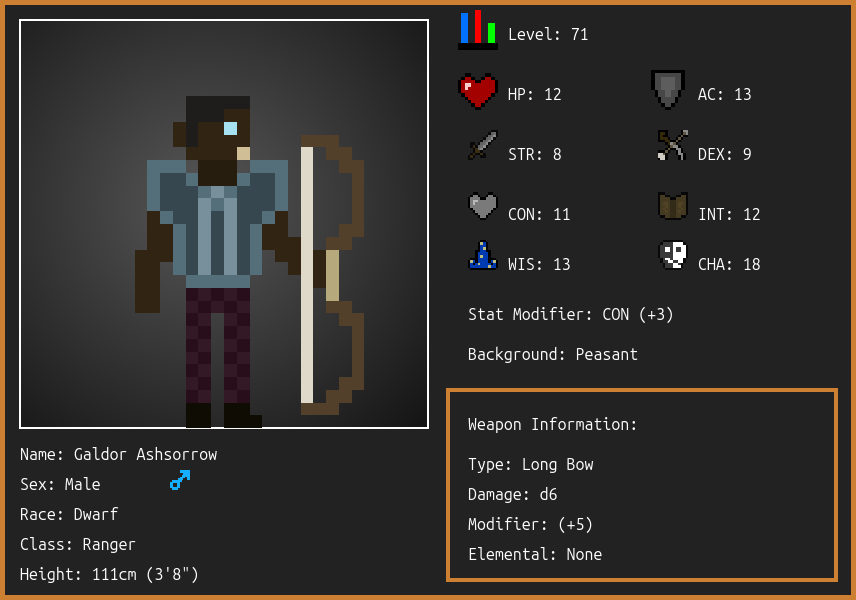 Level: 71
HP: 12
AC: 13
STR: 8
DEX: 9
CON: 11
INT: 12
WIS: 13
CHA: 18
Stat Modifier: CON (+3)
Background: Peasant
Weapon Information:
Type: Long Bow
Damage: d6
Modifier: (+5)
Elemental: None
Name: Galdor Ashsorrow
Sex: Male
Race: Dwarf
Class: Ranger
Height: 111cm (3'8")